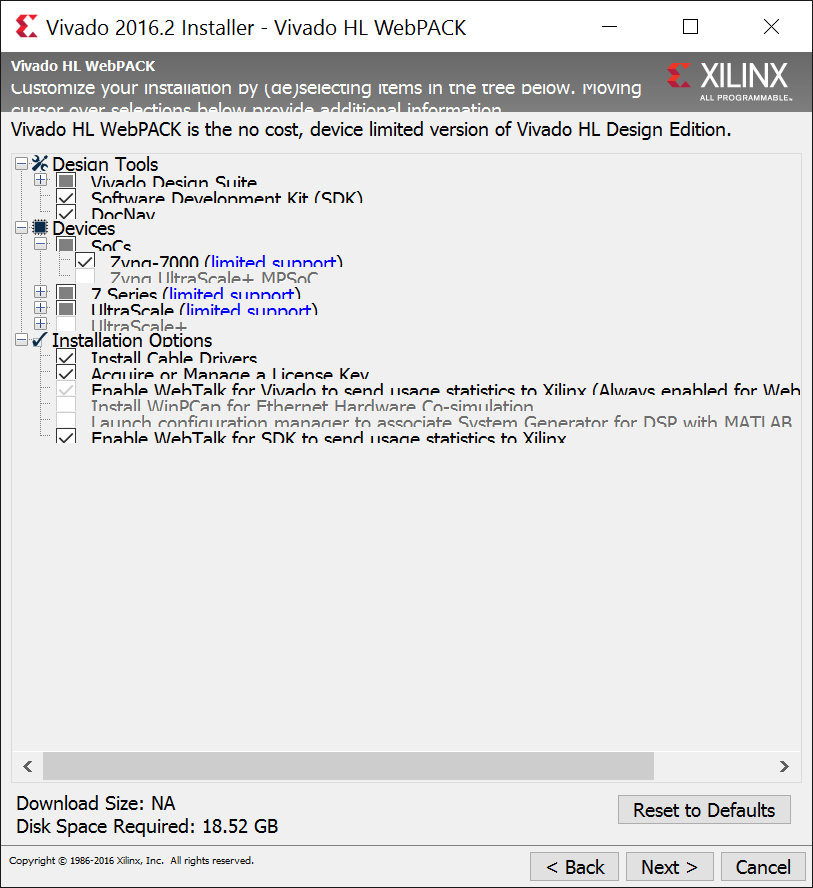 Vivado 2016.2 Installer - Vivado HL WebPACK
Vivado HL WebPACK
Customize your installation by (de)selecting items in the tree below. Moving
cursor over selections below provide additional information.
XILINX
ALL PROGRAMMABLE™
Vivado HL WebPACK is the no cost, device limited version of Vivado HL Design Edition.
Design Tools
Vivado Design Suite
Software Development Kit (SDK)
DocNav
Devices
SoCs
Zynq-7000 (limited support)
Zynq UltraScale+ MPSoC
7 Series (limited support)
UltraScale (limited support)
UltraScale+
Installation Options
Install Cable Drivers
Acquire or Manage a License Key
Enable WebTalk for Vivado to send usage statistics to Xilinx (Always enabled for Web
Install WinPCap for Ethernet Hardware Co-simulation
Launch configuration manager to associate System Generator for DSP with MATLAB
Enable WebTalk for SDK to send usage statistics to Xilinx
Download Size: NA
Disk Space Required: 18.52 GB
Reset to Defaults
Copyright © 1986-2016 Xilinx, Inc. All rights reserved.
< Back
Next >
Cancel